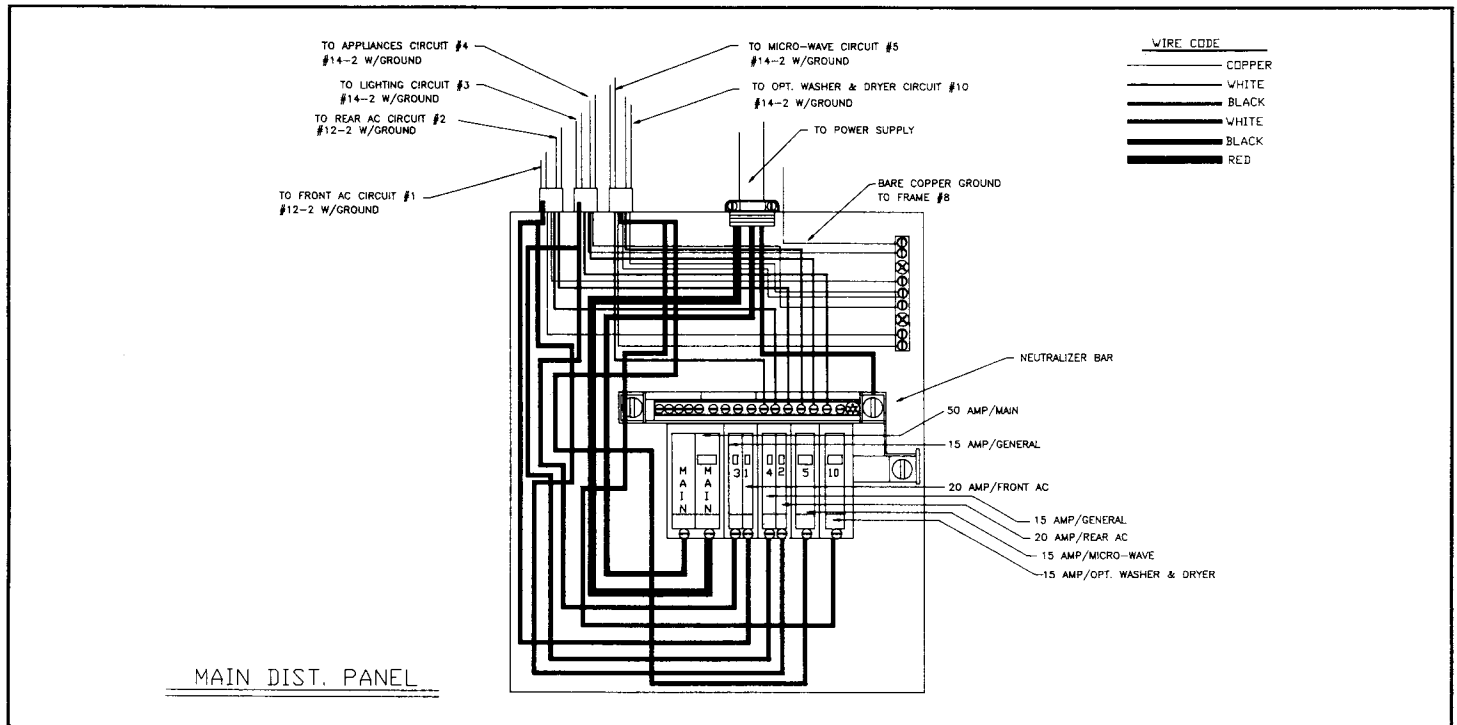 TO APPLIANCES CIRCUIT #4
#14-2 W/GROUND
TO LIGHTING CIRCUIT #3
#14-2 W/GROUND
TO REAR AC CIRCUIT #2
#12-2 W/GROUND
TO FRONT AC CIRCUIT #1
#12-2 W/GROUND
TO MICRO-WAVE CIRCUIT #5
#14-2 W/GROUND
TO OPT. WASHER & DRYER CIRCUIT #10
#14-2 W/GROUND
TO POWER SUPPLY
BARE COPPER GROUND
TO FRAME #8
WIRE CODE
COPPER
WHITE
BLACK
WHITE
BLACK
RED
NEUTRALIZER BAR
50 AMP/MAIN
15 AMP/GENERAL
MAIN
MAIN
3 1
4 2
5
10
20 AMP/FRONT AC
15 AMP/GENERAL
20 AMP/REAR AC
15 AMP/MICRO-WAVE
15 AMP/OPT. WASHER & DRYER
MAIN DIST. PANEL